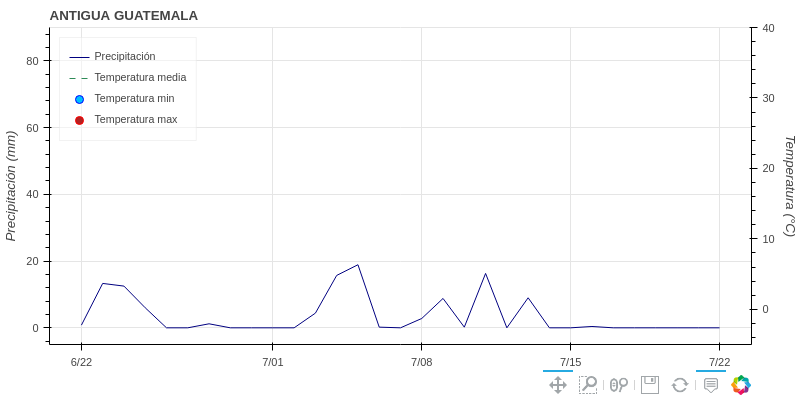 ANTIGUA GUATEMALA
Precipitación
Temperatura media
Temperatura min
Temperatura max
Precipitación (mm)
80
60
40
20
0
Temperatura (°C)
40
30
20
10
0
6/22
7/01
7/08
7/15
7/22